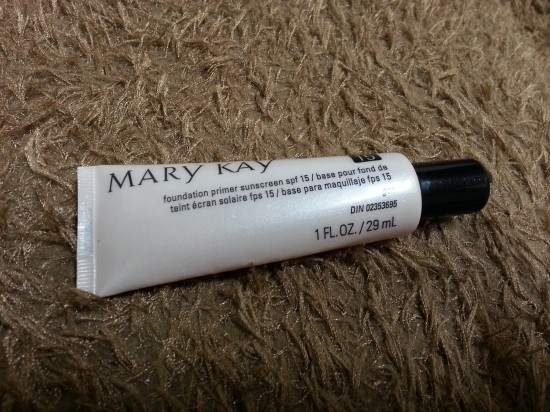 15
MARY KAY
foundation primer sunscreen spf 15 / base pour fond de
teint écran solaire fps 15 / base para maquillaje fps 15
DIN 02353695
1 FL.OZ. / 29 mL